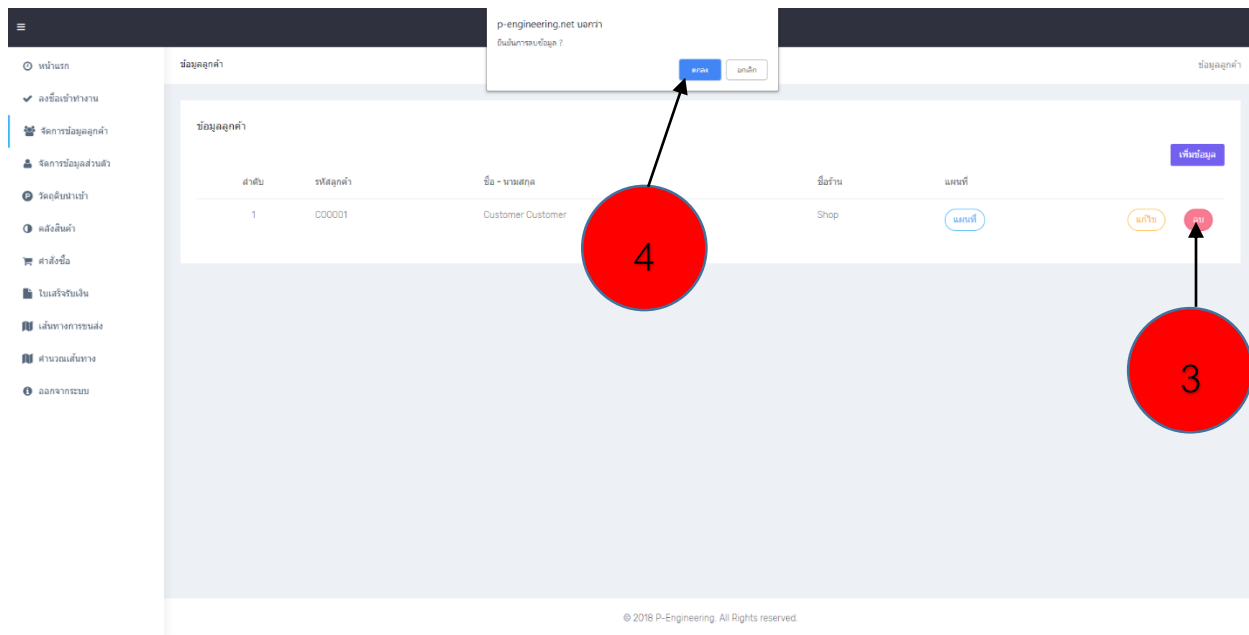 p-engineering.net บอกว่า
ยืนยันการลบข้อมูล ?
ตกลง ยกเลิก
หน้าแรก
ลงชื่อเข้าทำงาน
จัดการข้อมูลลูกค้า
จัดการข้อมูลส่วนตัว
วัตถุดิบนำเข้า
คลังสินค้า
คำสั่งซื้อ
ใบเสร็จรับเงิน
เส้นทางการขนส่ง
คำนวณเส้นทาง
ออกจากระบบ
ข้อมูลลูกค้า ข้อมูลลูกค้า
ข้อมูลลูกค้า
เพิ่มข้อมูล
ลำดับ รหัสลูกค้า ชื่อ - นามสกุล ชื่อร้าน แผนที่
1 C00001 Customer Customer Shop แผนที่ แก้ไข ลบ
4
3
© 2018 P-Engineering. All Rights reserved.